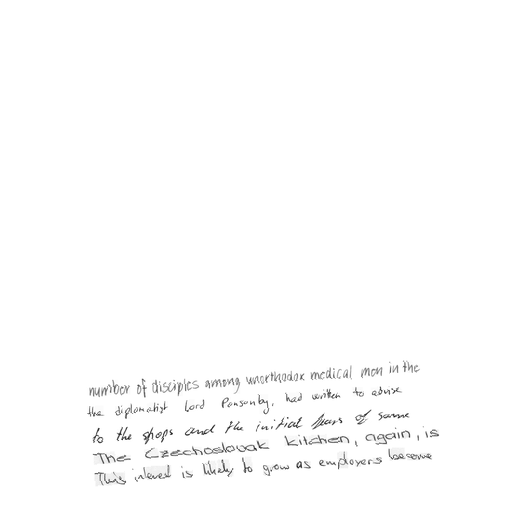 number of disciples among unorthodox medical men in the
the diplomatist Lord Ponsonby, had written to advise
to the shops and the initial fears of some
The Czechoslovak kitchen, again, is
This interest is likely to grow as employers become